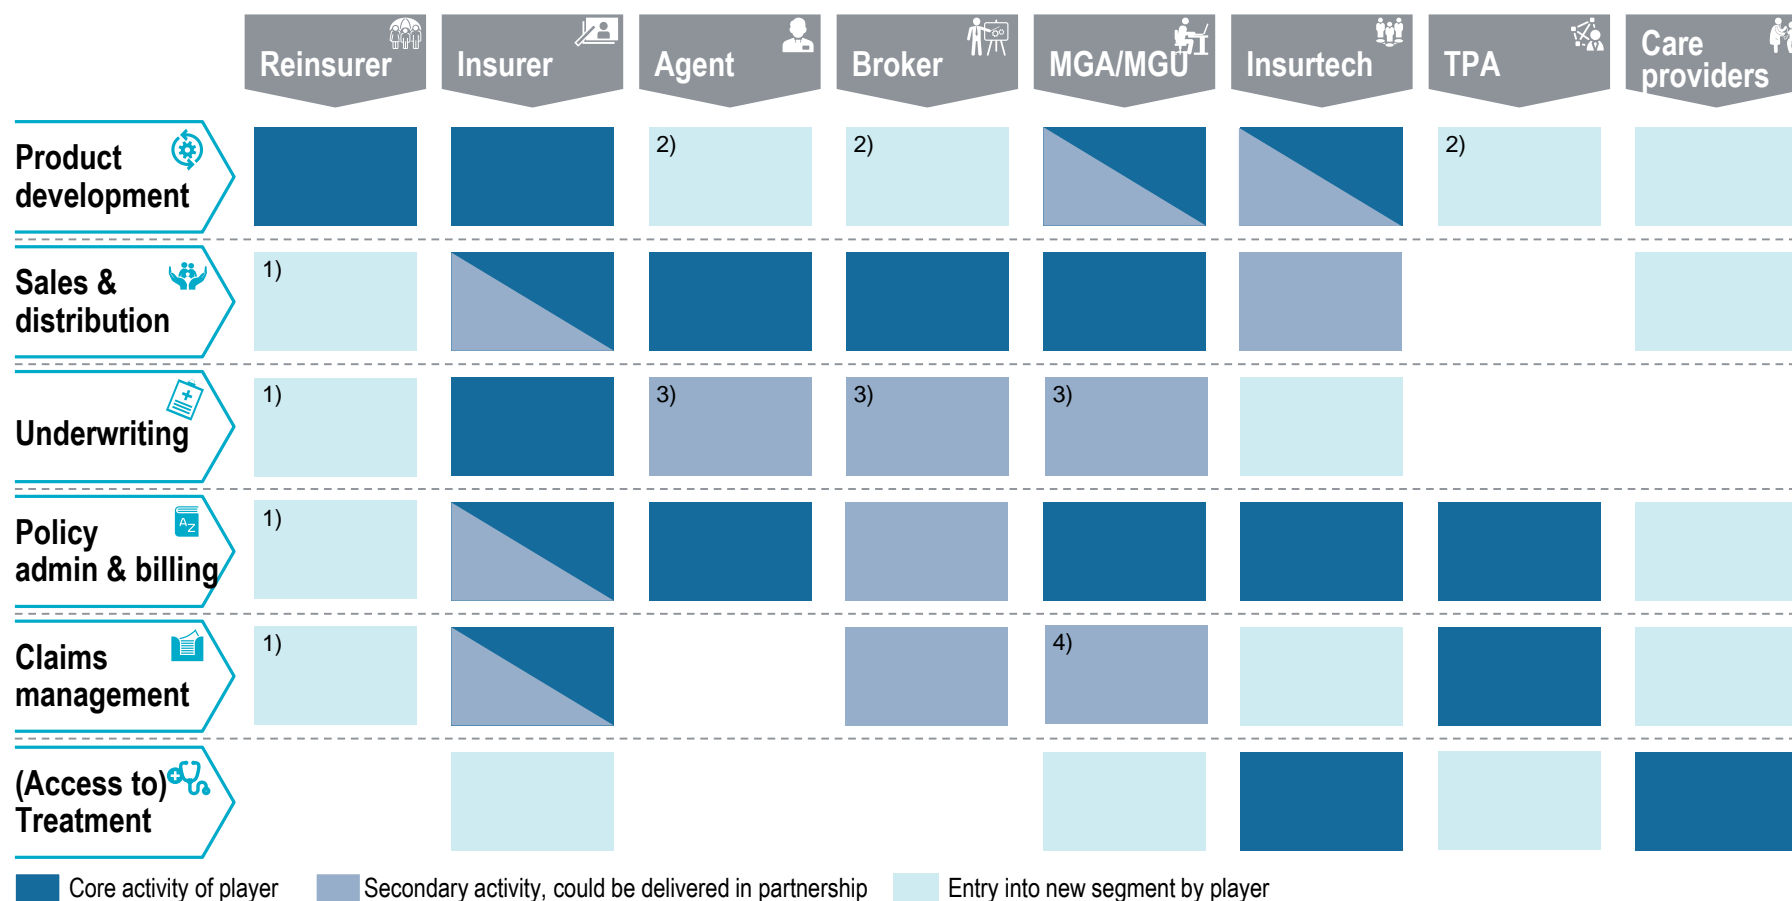 Reinsurer
Insurer
Agent
Broker
MGA/MGU
Insurtech
TPA
Care
providers
Product
development
2)
2)
2)
Sales &
distribution
1)
Underwriting
1)
3)
3)
3)
Policy
admin & billing
A
Z
1)
Claims
management
1)
4)
(Access to)
Treatment
Core activity of player
Secondary activity, could be delivered in partnership
Entry into new segment by player